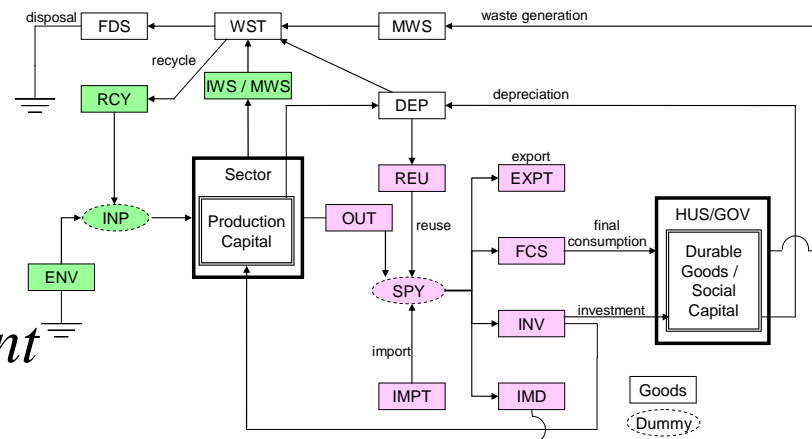 disposal
FDS
WST
MWS
waste generation
recycle
RCY
IWS / MWS
DEP
depreciation
Sector
Production
Capital
REU
reuse
export
EXPT
INP
OUT
final
consumption
FCS
HUS/GOV
Durable
Goods /
Social
Capital
ENV
SPY
INV
investment
nt
import
IMPT
IMD
Goods
Dummy